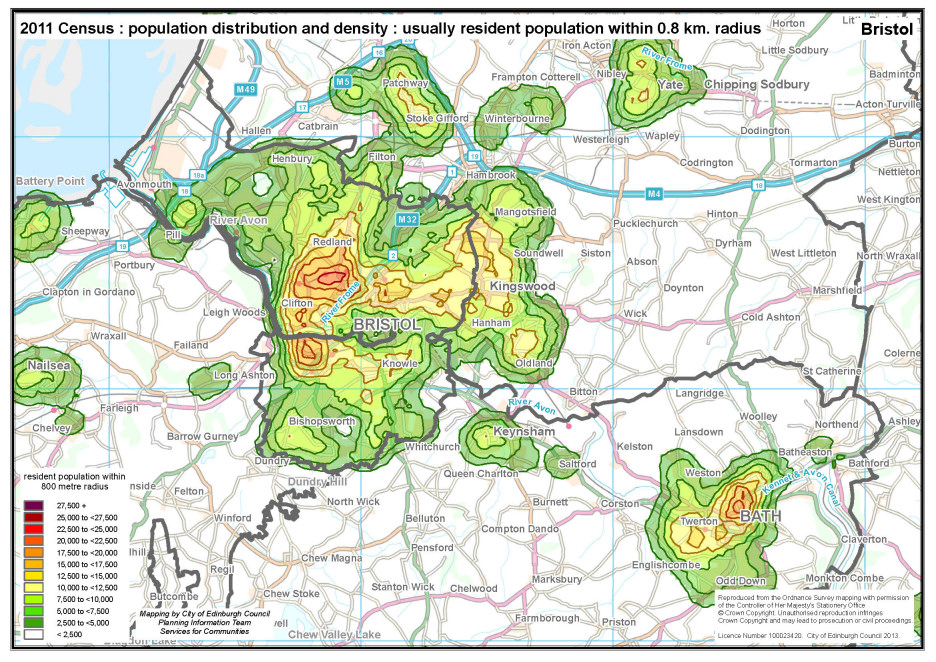 2011 Census : population distribution and density : usually resident population within 0.8 km. radius
Bristol
Horton
Iron Acton
Little Sodbury
River Frome
M5
18
Patchway
Frampton Cotterell
Nibley
Yate
Chipping Sodbury
Badminton
M49
17
Acton Turville
Hallen
Catbrain
Stoke Gifford
Winterbourne
Westerleigh
Wapley
Dodington
Burton
Henbury
Filton
19
Codrington
Tormarton
Nettleton
Battery Point
Avonmouth
18a
18
1
Hambrook
M4
18
West Kington
River Avon
M32
Mangotsfield
Hinton
Pucklechurch
Sheepway
Pill
19
Redland
2
Soundwell
Siston
Dyrham
West Littleton
North Wraxall
Portbury
Abson
Clapton in Gordano
Kingswood
Doynton
Marshfield
Leigh Woods
Clifton
River Frome
BRISTOL
Hanham
Wick
Cold Ashton
Wraxall
Failand
Colerne
Nailsea
Long Ashton
Knowle
Oldland
St Catherine
Bitton
Langridge
Farleigh
River Avon
Chelvey
Bishopsworth
Keynsham
Woolley
Lansdown
Northend
Ashley
Barrow Gurney
Whitchurch
Kelston
Batheaston
Dundry
Queen Charlton
Saltford
Weston
Bathford
resident population within
800 metre radius
Dundry Hill
Kennet & Avon Canal
27,500 +
25,000 to <27,500
22,500 to <25,000
20,000 to <22,500
17,500 to <20,000
15,000 to <17,500
12,500 to <15,000
10,000 to <12,500
7,500 to <10,000
5,000 to <7,500
2,500 to <5,000
< 2,500
nside
Felton
North Wick
Burnett
Corston
BATH
Winford
Belluton
Compton Dando
Twerton
Claverton
hill
Pensford
Chew Magna
Englishcombe
Regil
Marksbury
Odd Down
Monkton Combe
Butcombe
Chew Stoke
Stanton Wick
Chelwood
Farmborough
Priston
Chew Valley Lake
Mapping by City of Edinburgh Council
Planning Information Team
Services for Communities
Reproduced from the Ordnance Survey mapping with permission
of the Controller of Her Majesty's Stationery Office
© Crown Copyright. Unauthorised reproduction infringes
Crown Copyright and may lead to prosecution or civil proceedings
Licence Number 100023420. City of Edinburgh Council 2013.